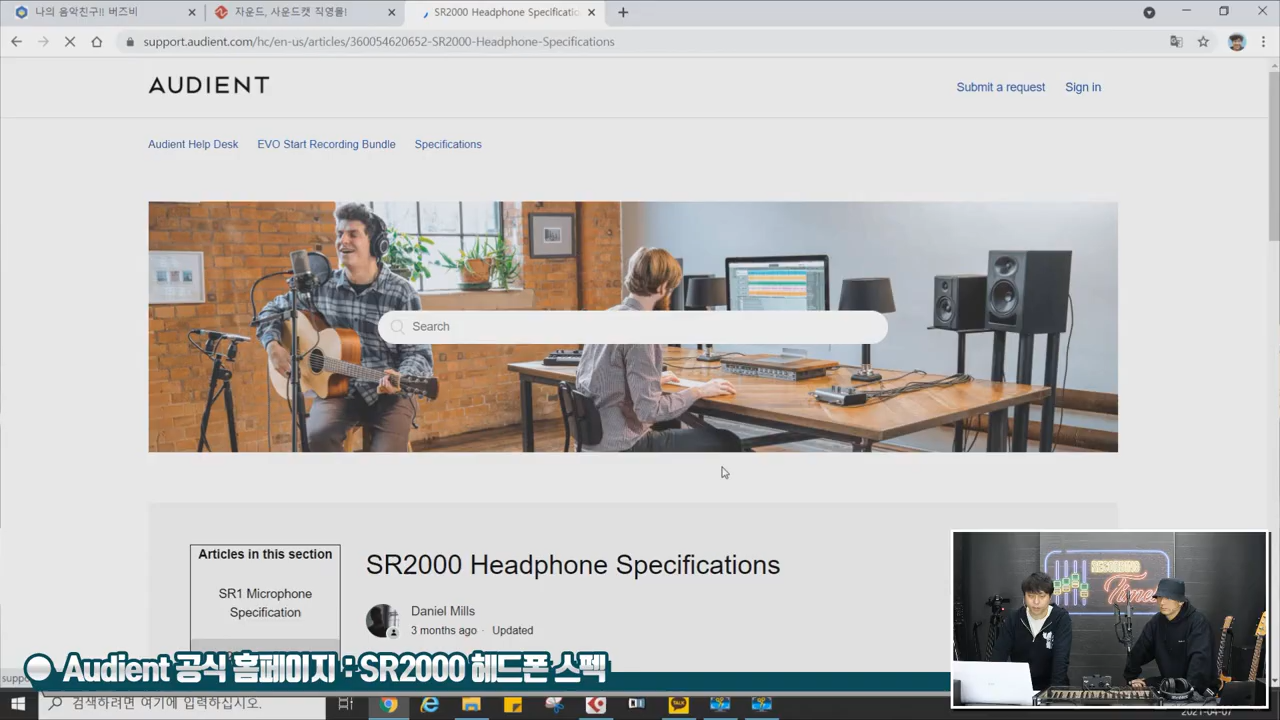 나의 음악친구!! 버즈비
자운드, 사운드캣 직영몰!
SR2000 Headphone Specificatio
support.audient.com/hc/en-us/articles/360054620652-SR2000-Headphone-Specifications
AUDIENT
Submit a request
Sign in
Audient Help Desk
EVO Start Recording Bundle
Specifications
Search
Articles in this section
SR1 Microphone
Specification
SR2000 Headphone Specifications
Daniel Mills
3 months ago · Updated
Time
Audient 공식 홈페이지 : SR2000 헤드폰 스펙
supp
검색하려면 여기에 입력하십시오.
TALK
2021-04-07